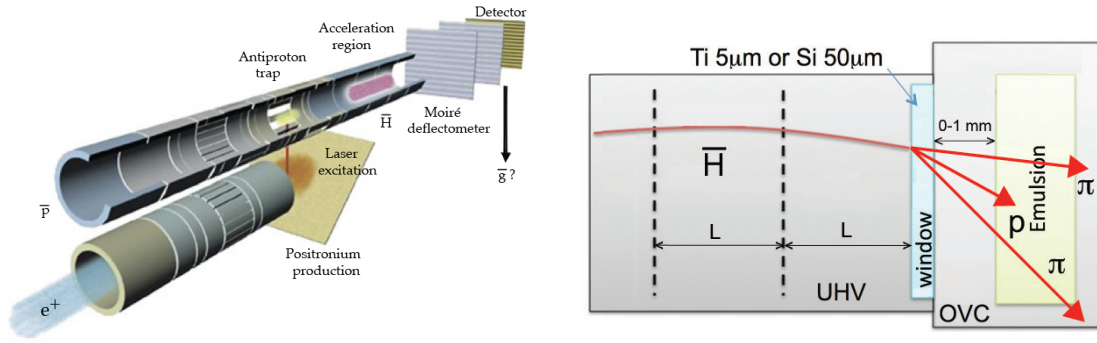 Detector
Acceleration
region
Antiproton
trap
H̅
Moiré
deflectometer
g̅ ?
Laser
excitation
P̅
Positronium
production
e⁺
Ti 5μm or Si 50μm
0-1 mm
H̅
π
p
Emulsion
L
L
window
π
UHV
OVC